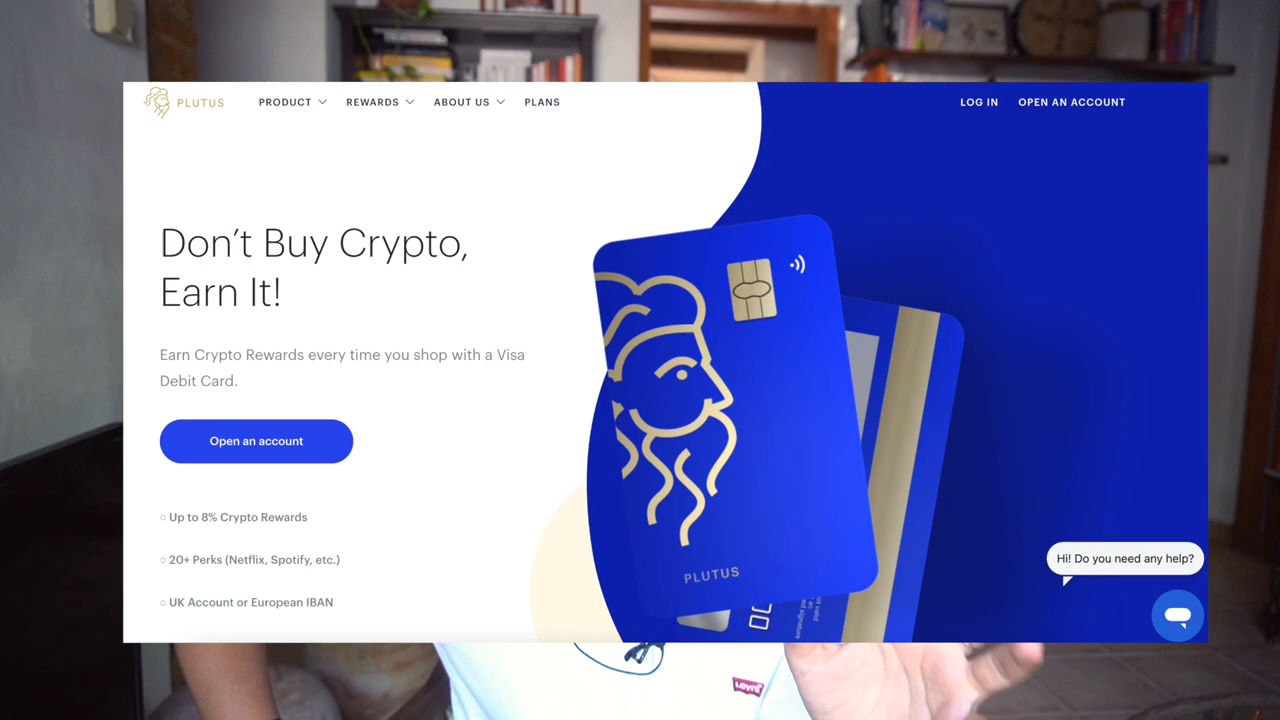 PLUTUS
PRODUCT
REWARDS
ABOUT US
PLANS
LOG IN
OPEN AN ACCOUNT
Don't Buy Crypto,
Earn It!
Earn Crypto Rewards every time you shop with a Visa
Debit Card.
Open an account
Up to 8% Crypto Rewards
20+ Perks (Netflix, Spotify, etc.)
UK Account or European IBAN
PLUTUS
Hi! Do you need any help?
Levi's